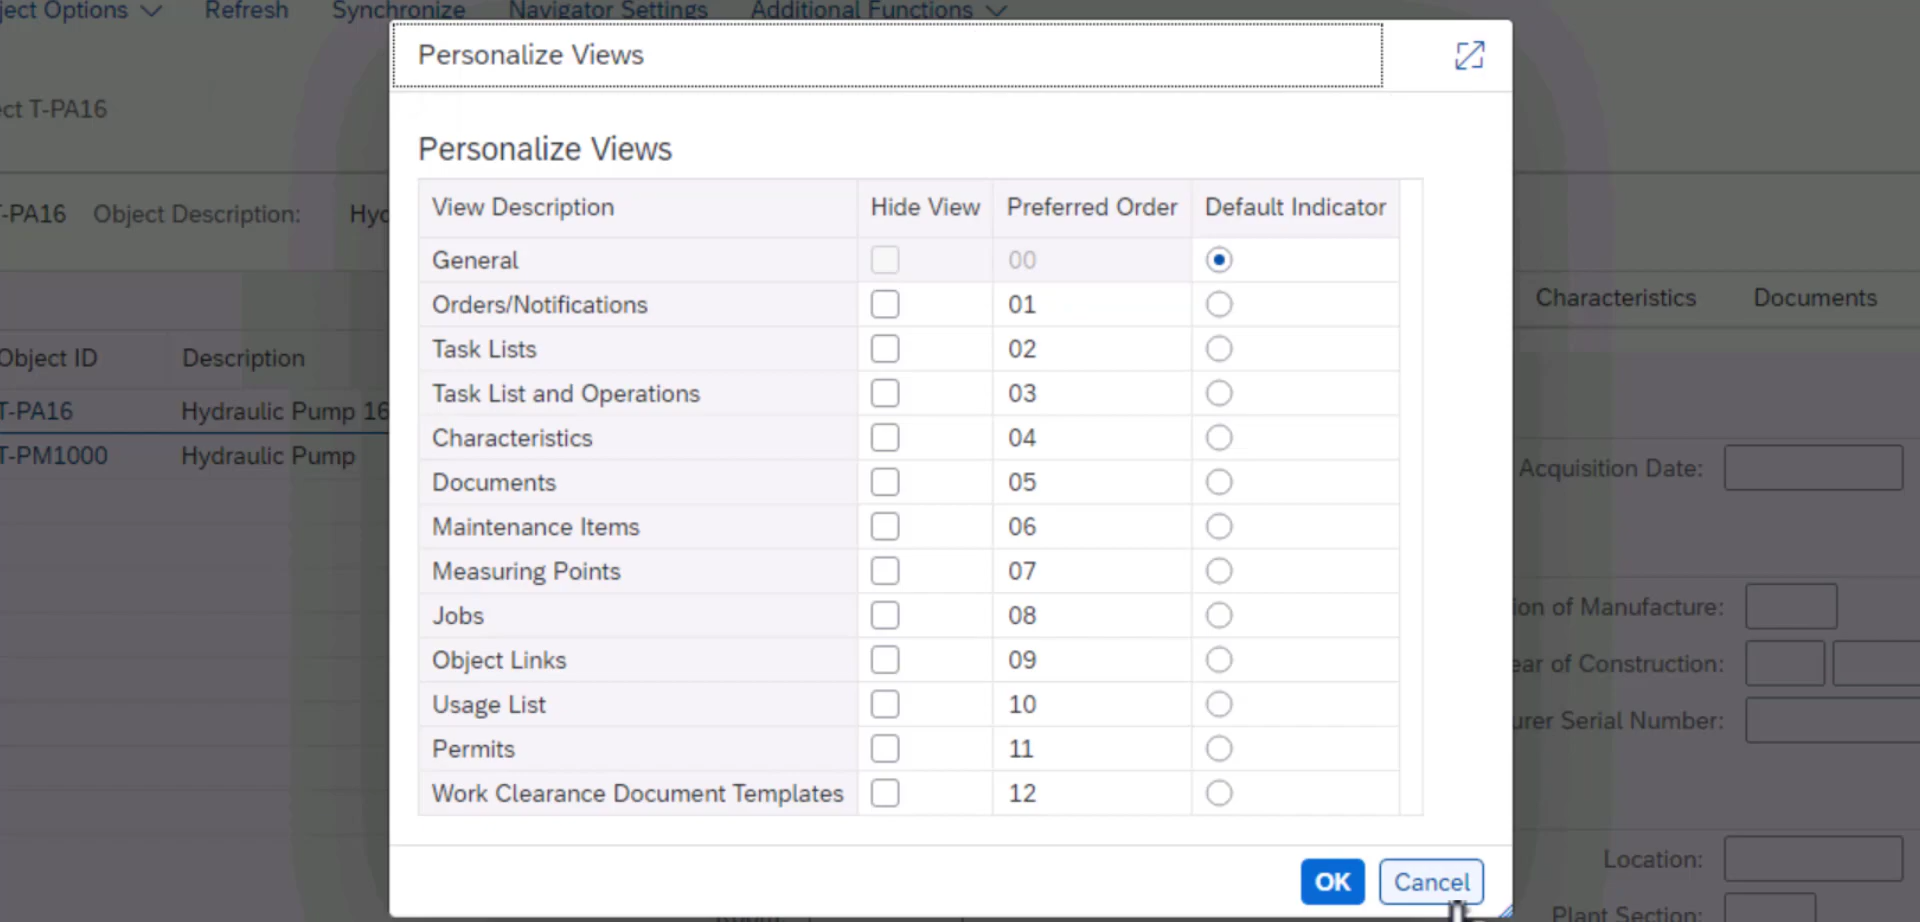 ject Options Refresh Synchronize Navigator Settings Additional Functions
Personalize Views
ect T-PA16
Personalize Views
View Description Hide View Preferred Order Default Indicator
-PA16 Object Description: Hyd
General 00
Orders/Notifications 01
Characteristics Documents
Task Lists 02
Object ID Description
Task List and Operations 03
T-PA16 Hydraulic Pump 16
Characteristics 04
T-PM1000 Hydraulic Pump
Acquisition Date:
Documents 05
Maintenance Items 06
Measuring Points 07
ion of Manufacture:
Jobs 08
Object Links 09
ear of Construction:
Usage List 10
urer Serial Number:
Permits 11
Work Clearance Document Templates 12
Location:
OK Cancel
Plant Section: